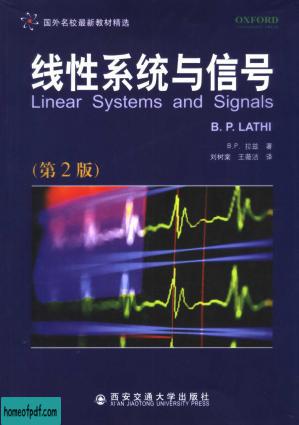 国外名校最新教材精选
OXFORD
线性系统与信号
Linear Systems and Signals
B. P. LATHI
B.P. 拉兹 著
刘树棠 王薇洁 译
(第2版)
西安交通大学出版社
XI'AN JIAOTONG UNIVERSITY PRESS
homeofpdf.com